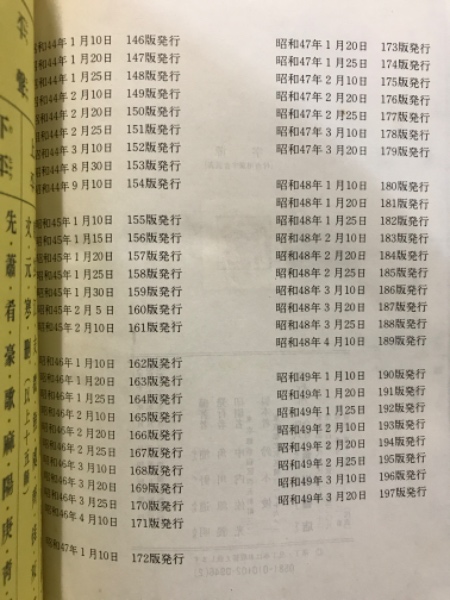 昭和44年1月10日 146版発行
昭和44年1月20日 147版発行
昭和44年1月25日 148版発行
昭和44年2月10日 149版発行
昭和44年2月20日 150版発行
昭和44年2月25日 151版発行
昭和44年3月10日 152版発行
昭和44年8月30日 153版発行
昭和44年9月10日 154版発行
昭和45年1月10日 155版発行
昭和45年1月15日 156版発行
昭和45年1月20日 157版発行
昭和45年1月25日 158版発行
昭和45年1月30日 159版発行
昭和45年2月5日 160版発行
昭和45年2月10日 161版発行
昭和46年1月10日 162版発行
昭和46年1月20日 163版発行
昭和46年1月25日 164版発行
昭和46年2月10日 165版発行
昭和46年2月20日 166版発行
昭和46年2月25日 167版発行
昭和46年3月10日 168版発行
昭和46年3月20日 169版発行
昭和46年3月25日 170版発行
昭和46年4月10日 171版発行
昭和47年1月10日 172版発行
昭和47年1月20日 173版発行
昭和47年1月25日 174版発行
昭和47年2月10日 175版発行
昭和47年2月20日 176版発行
昭和47年2月25日 177版発行
昭和47年3月10日 178版発行
昭和47年3月20日 179版発行
昭和48年1月10日 180版発行
昭和48年1月20日 181版発行
昭和48年1月25日 182版発行
昭和48年2月10日 183版発行
昭和48年2月20日 184版発行
昭和48年2月25日 185版発行
昭和48年3月10日 186版発行
昭和48年3月20日 187版発行
昭和48年3月25日 188版発行
昭和48年4月10日 189版発行
昭和49年1月10日 190版発行
昭和49年1月20日 191版発行
昭和49年1月25日 192版発行
昭和49年2月10日 193版発行
昭和49年2月20日 194版発行
昭和49年2月25日 195版発行
昭和49年3月10日 196版発行
昭和49年3月20日 197版発行
文・元・寒・刪(以上十五韻)
平聲
下平
先・蕭・肴・豪・歌・麻・陽・庚・靑・